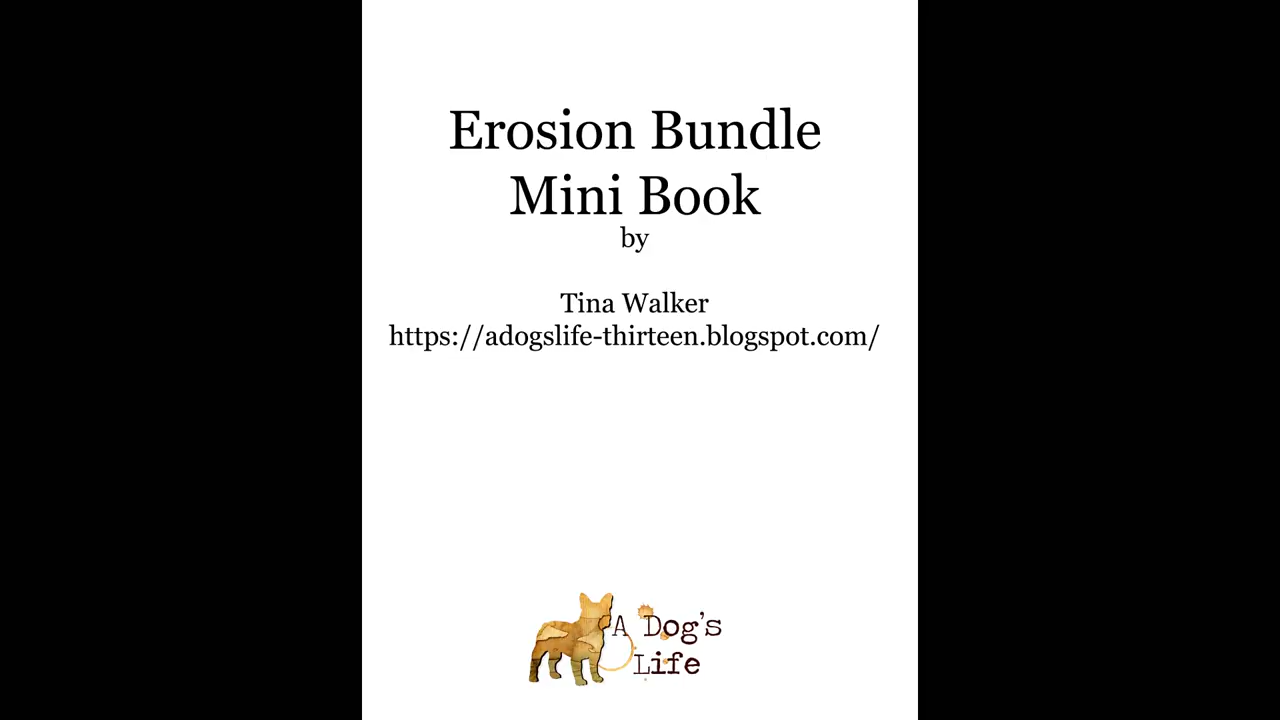 Erosion Bundle
Mini Book
by
Tina Walker
https://adogslife-thirteen.blogspot.com/
A Dog's
Life